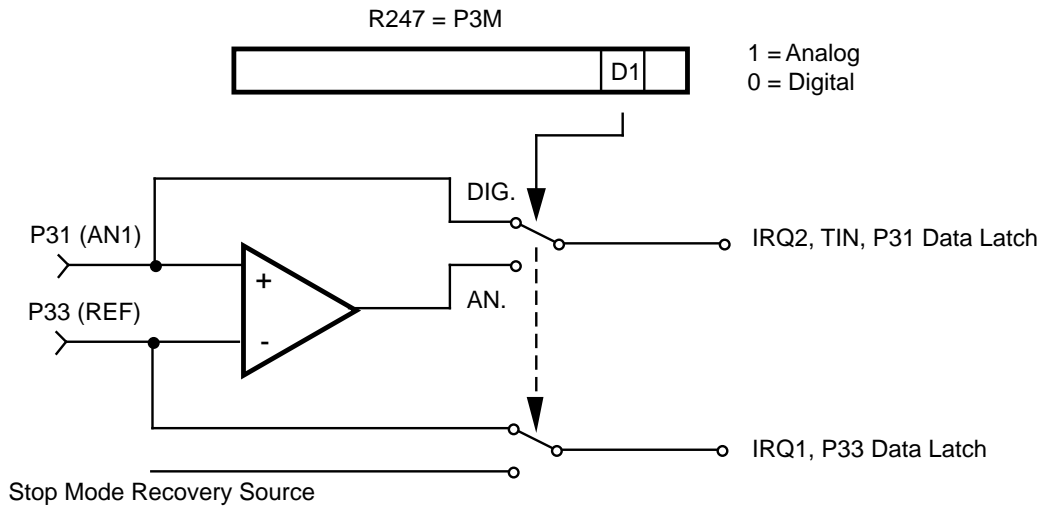 R247 = P3M
D1
1 = Analog
0 = Digital
DIG.
P31 (AN1)
IRQ2, TIN, P31 Data Latch
+
AN.
P33 (REF)
-
IRQ1, P33 Data Latch
Stop Mode Recovery Source